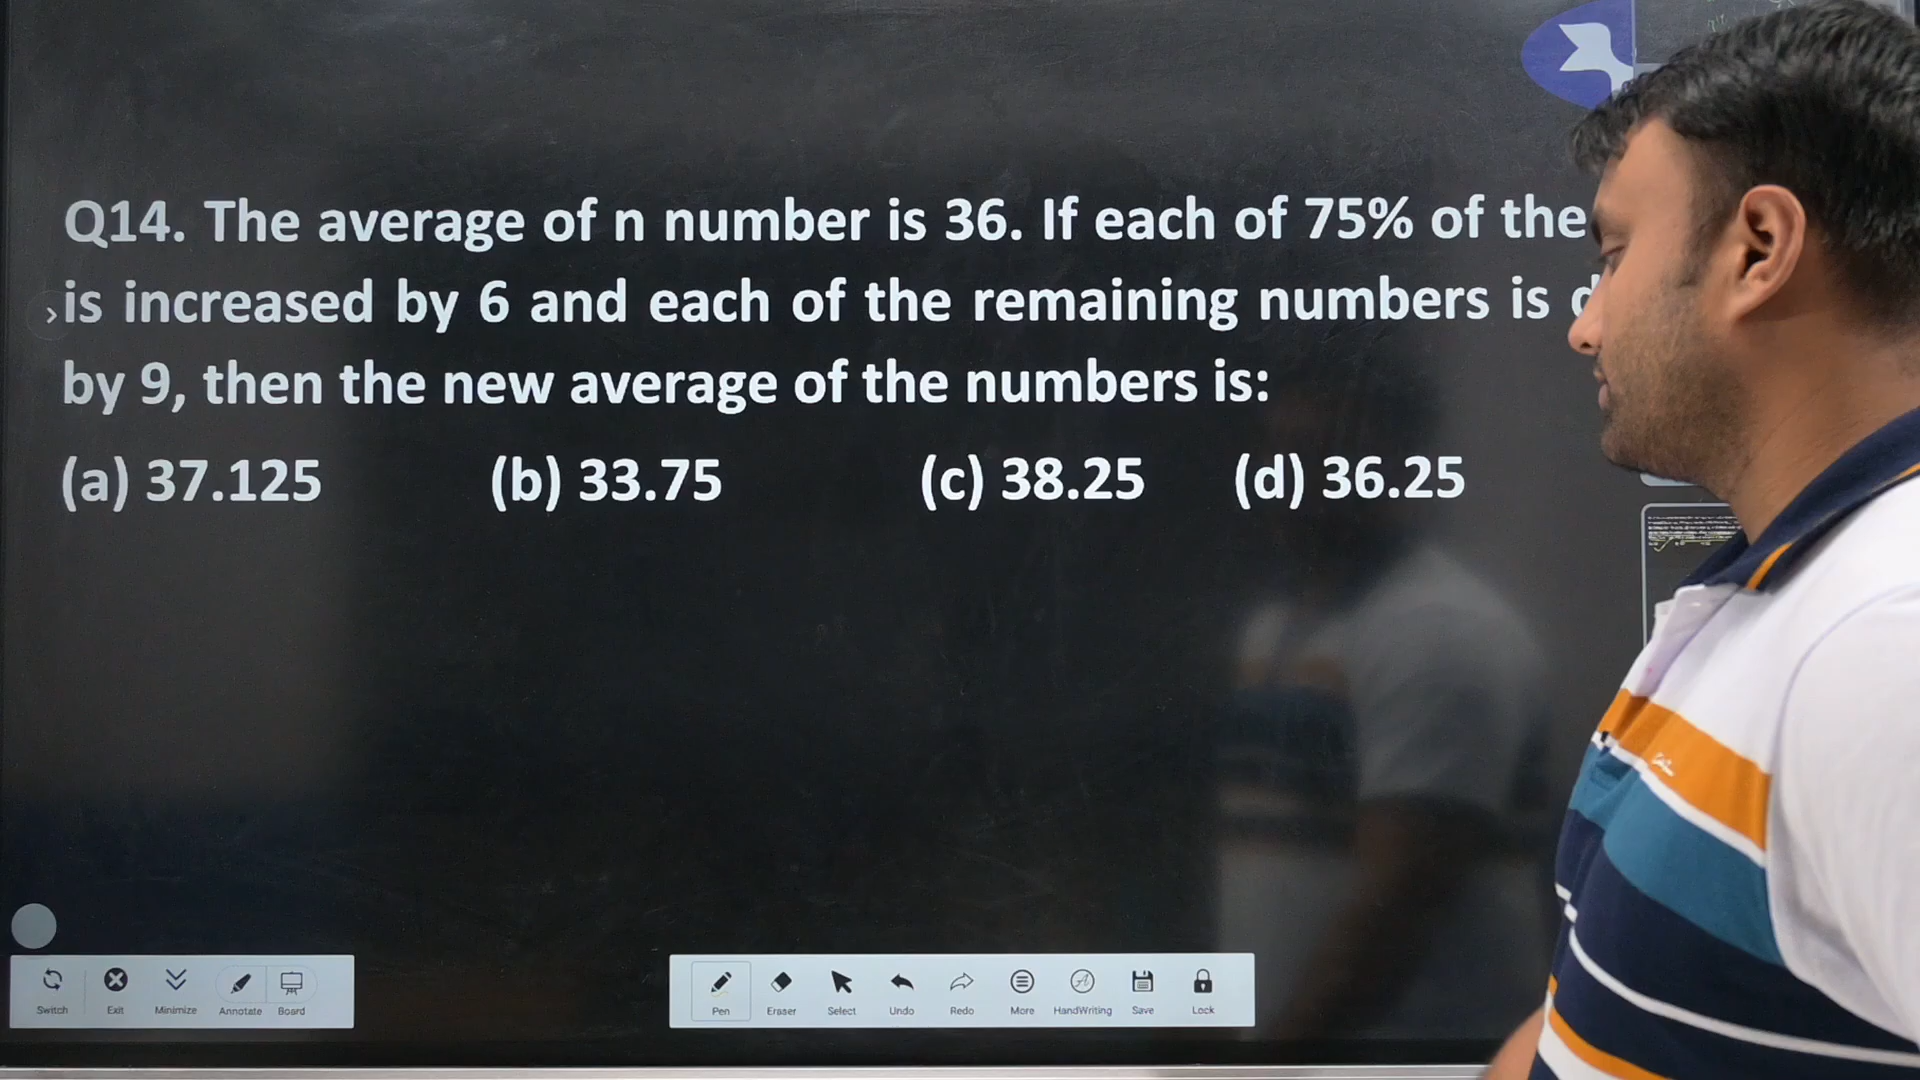 Q14. The average of n number is 36. If each of 75% of the
is increased by 6 and each of the remaining numbers is
by 9, then the new average of the numbers is:
(a) 37.125 (b) 33.75 (c) 38.25 (d) 36.25
Switch Exit Minimize Annotate Board
Pen Eraser Select Undo Redo More HandWriting Save Lock